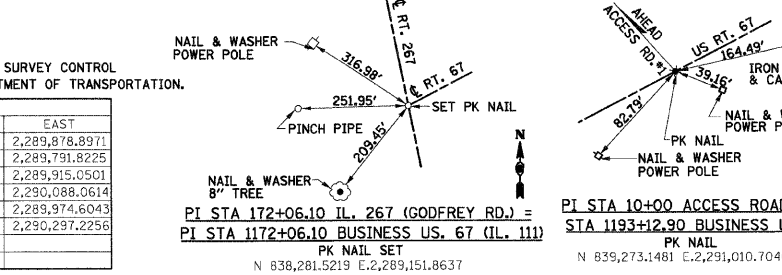 SURVEY CONTROL
TMENT OF TRANSPORTATION.
EAST
2,289,878.8971
2,289,791.8225
2,289,915.0501
2,290,088.0614
2,289,974.6043
2,290,297.2256
NAIL & WASHER
POWER POLE
316.98'
℄ RT. 267
℄ RT. 67
251.95'
SET PK NAIL
PINCH PIPE
209.45'
NAIL & WASHER
8" TREE
N
PI STA 172+06.10 IL. 267 (GODFREY RD.) =
PI STA 1172+06.10 BUSINESS US. 67 (IL. 111)
PK NAIL SET
N 838,281.5219 E.2,289,151.8637
AHEAD
ACCESS RD. #1
US RT. 67
164.49'
IRON
& CA
39.16'
82.79'
NAIL &
POWER P
PK NAIL
NAIL & WASHER
POWER POLE
PI STA 10+00 ACCESS ROAD
STA 1193+12.90 BUSINESS
PK NAIL
N 839,273.1481 E.2,291,010.704